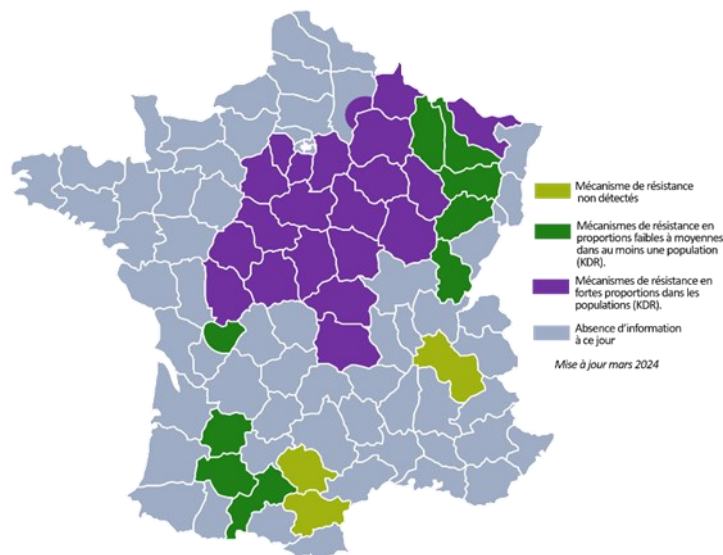 Mécanisme de résistance
non détectés
Mécanismes de résistance en
proportions faibles à moyennes
dans au moins une population
(KDR).
Mécanismes de résistance en
fortes proportions dans les
populations (KDR).
Absence d'information
à ce jour
Mise à jour mars 2024